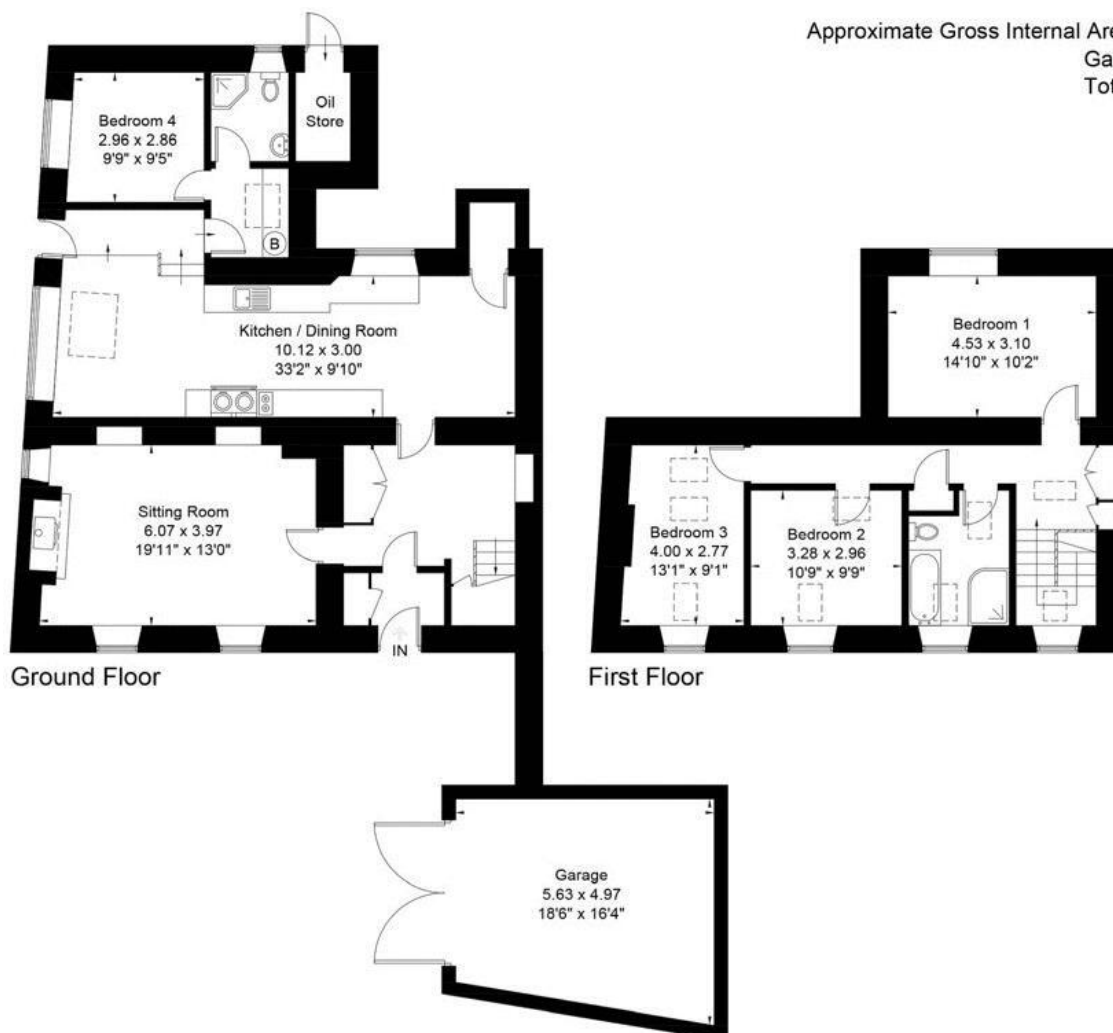 Approximate Gross Internal
Bedroom 4
2.96 x 2.86
9'9" x 9'5"
Oil
Store
B
Kitchen / Dining Room
10.12 x 3.00
33'2" x 9'10"
Sitting Room
6.07 x 3.97
19'11" x 13'0"
IN
Ground Floor
Bedroom 1
4.53 x 3.10
14'10" x 10'2"
Bedroom 3
4.00 x 2.77
13'1" x 9'1"
Bedroom 2
3.28 x 2.96
10'9" x 9'9"
First Floor
Garage
5.63 x 4.97
18'6" x 16'4"